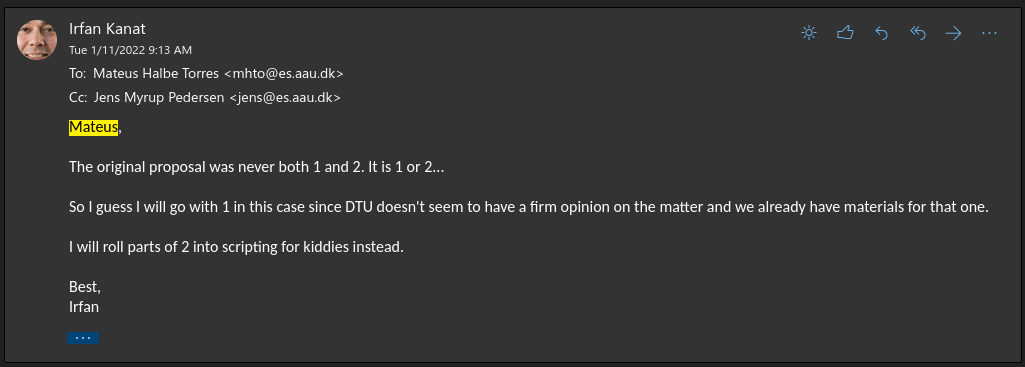 Irfan Kanat
Tue 1/11/2022 9:13 AM
To: Mateus Halbe Torres <mhto@es.aau.dk>
Cc: Jens Myrup Pedersen <jens@es.aau.dk>
Mateus,
The original proposal was never both 1 and 2. It is 1 or 2...
So I guess I will go with 1 in this case since DTU doesn't seem to have a firm opinion on the matter and we already have materials for that one.
I will roll parts of 2 into scripting for kiddies instead.
Best,
Irfan